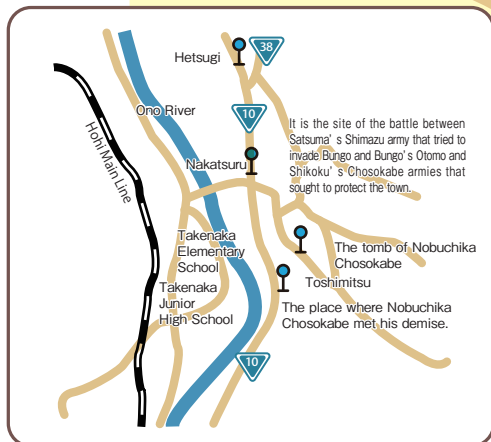 Hetsugi
38
Ono River
10
Hohi Main Line
It is the site of the battle between
Satsuma's Shimazu army that tried to
invade Bungo and Bungo's Otomo and
Shikoku's Chosokabe armies that
sought to protect the town.
Nakatsuru
Takenaka
Elementary
School
The tomb of Nobuchika
Chosokabe
Toshimitsu
Takenaka
Junior
High School
The place where Nobuchika
Chosokabe met his demise.
10